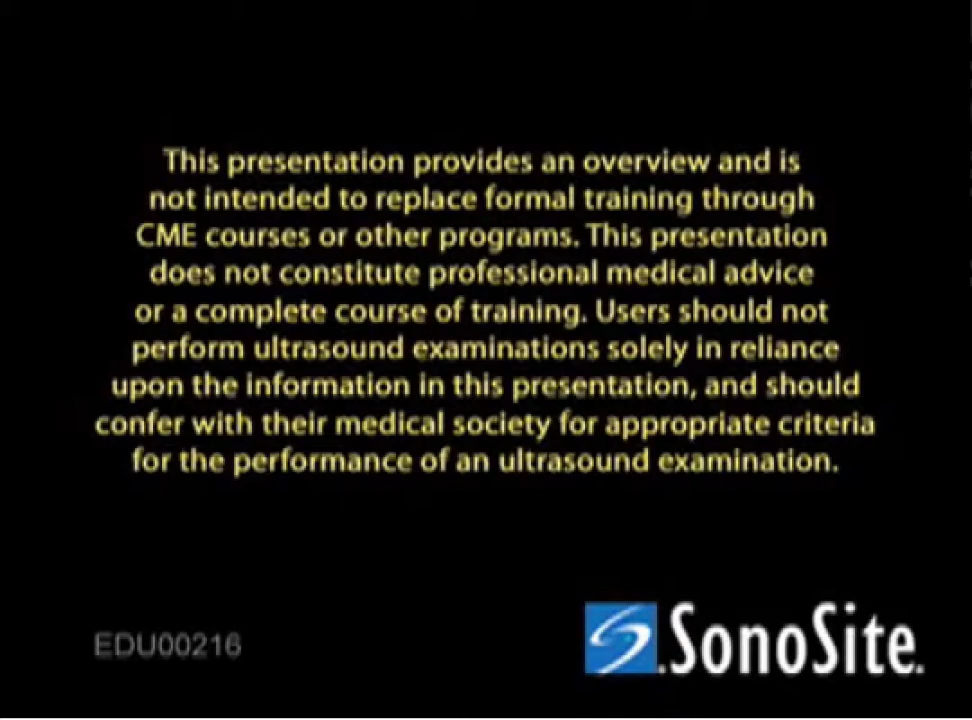 This presentation provides an overview and is
not intended to replace formal training through
CME courses or other programs. This presentation
does not constitute professional medical advice
or a complete course of training. Users should not
perform ultrasound examinations solely in reliance
upon the information in this presentation, and should
confer with their medical society for appropriate criteria
for the performance of an ultrasound examination.
EDU00216
SonoSite.